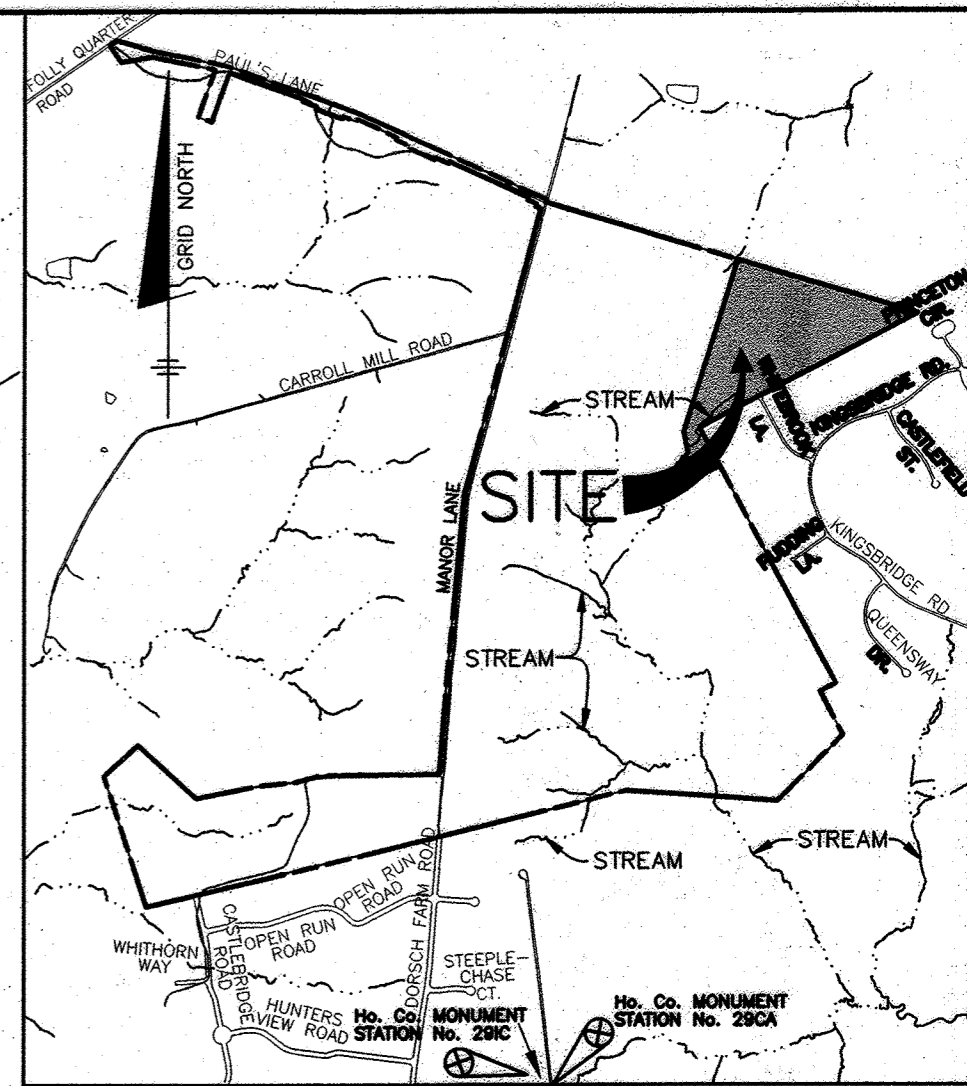 FOLLY QUARTER
ROAD
PAUL'S LANE
GRID NORTH
CARROLL MILL ROAD
MANOR LANE
STREAM
SITE
PRINCETON
CIR.
LA.
KINGSBRIDGE RD.
CASTLEFIELD
ST.
PUDDING
LA.
KINGSBRIDGE RD
QUEENSWAY
DR.
STREAM
STREAM
STREAM
OPEN RUN
ROAD
OPEN RUN
ROAD
DORSCH FARM ROAD
WHITHORN
WAY
CASTLEBRIDGE
ROAD
HUNTERS
VIEW ROAD
STEEPLE-
CHASE
CT.
Ho. Co. MONUMENT
STATION No. 29IC
Ho. Co. MONUMENT
STATION No. 29CA